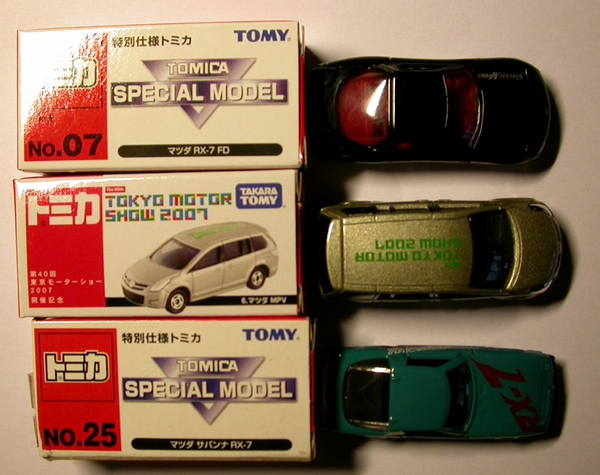 特別仕様トミカ
TOMY
トミカ
TOMICA
SPECIAL MODEL
No.07
マツダ RX-7 FD
トミカ
TOKYO MOTOR
SHOW 2007
TAKARA
TOMY
第40回
東京モーターショー
2007
開催記念
6.マツダ MPV
TOKYO MOTOR
SHOW 2007
特別仕様トミカ
TOMY
トミカ
TOMICA
SPECIAL MODEL
NO.25
マツダ サバンナ RX-7
RX-7